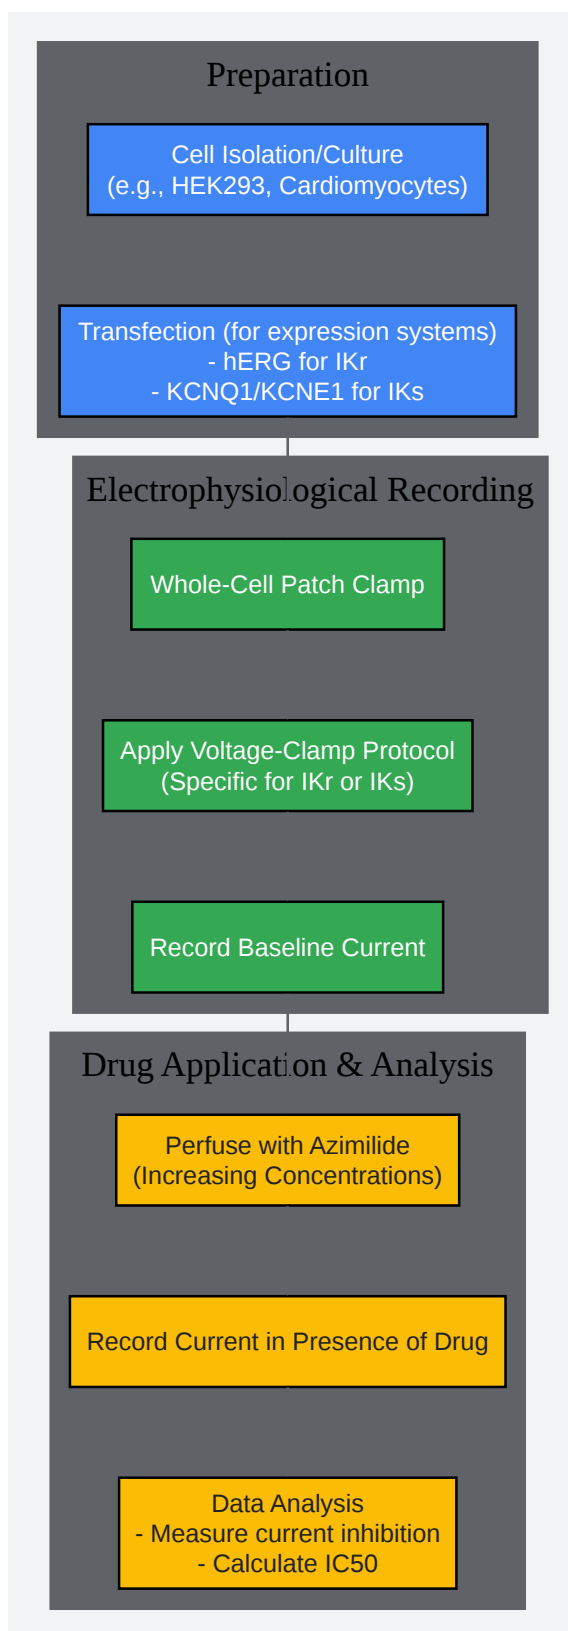 Preparation
Cell Isolation/Culture
(e.g., HEK293, Cardiomyocytes)
Transfection (for expression systems)
- hERG for IKr
- KCNQ1/KCNE1 for IKs
Electrophysiological Recording
Whole-Cell Patch Clamp
Apply Voltage-Clamp Protocol
(Specific for IKr or IKs)
Record Baseline Current
Drug Application & Analysis
Perfuse with Azimilide
(Increasing Concentrations)
Record Current in Presence of Drug
Data Analysis
- Measure current inhibition
- Calculate IC50